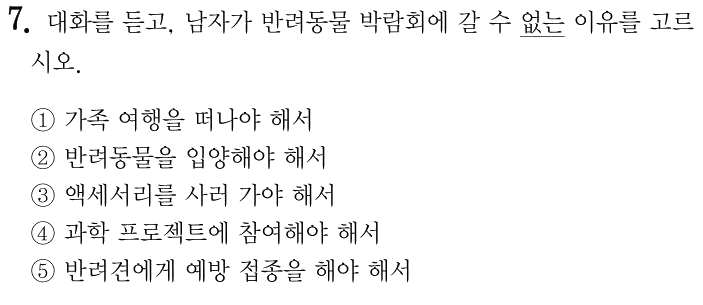 7. 대화를 듣고, 남자가 반려동물 박람회에 갈 수 없는 이유를 고르
시오.
① 가족 여행을 떠나야 해서
② 반려동물을 입양해야 해서
③ 액세서리를 사러 가야 해서
④ 과학 프로젝트에 참여해야 해서
⑤ 반려견에게 예방 접종을 해야 해서